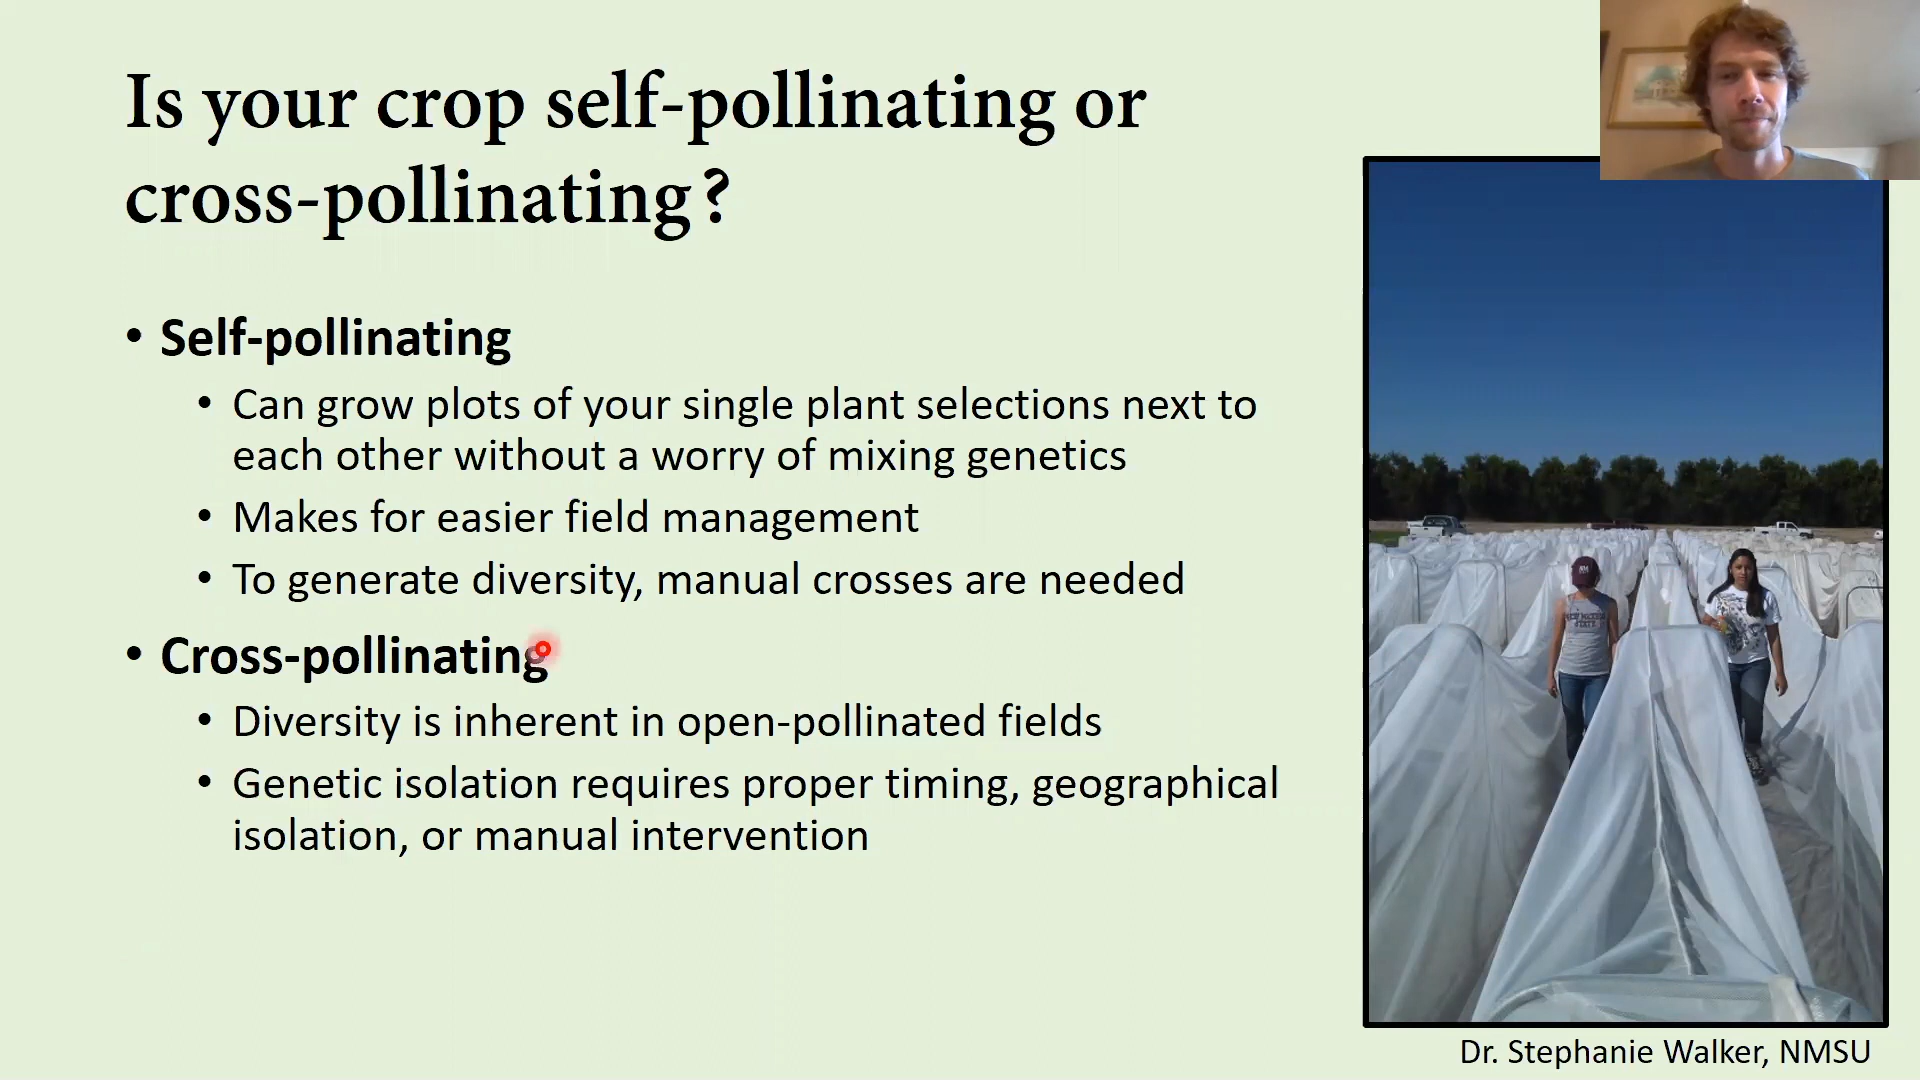 Is your crop self-pollinating or
cross-pollinating?
• Self-pollinating
• Can grow plots of your single plant selections next to
each other without a worry of mixing genetics
• Makes for easier field management
• To generate diversity, manual crosses are needed
• Cross-pollinating
• Diversity is inherent in open-pollinated fields
• Genetic isolation requires proper timing, geographical
isolation, or manual intervention
NEW MEXICO
STATE
Dr. Stephanie Walker, NMSU